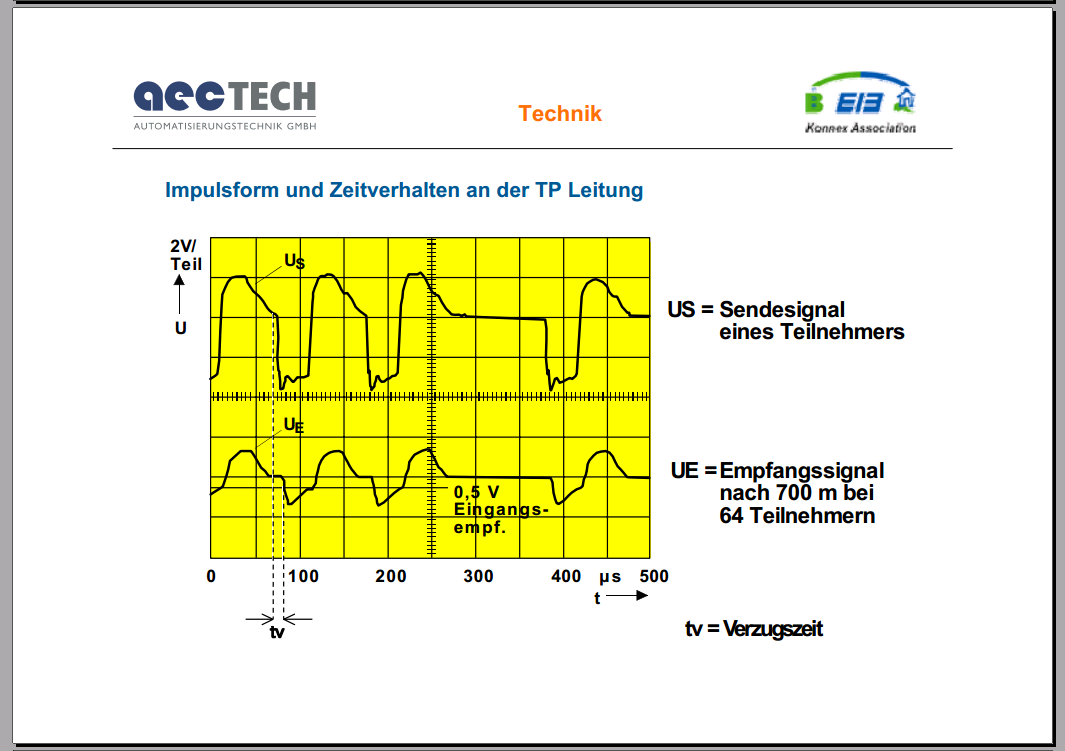 aecTECH
AUTOMATISIERUNGSTECHNIK GMBH
Technik
B EIB
Konnex Association
Impulsform und Zeitverhalten an der TP Leitung
2V/
Teil
U
US
US = Sendesignal
eines Teilnehmers
UE
UE = Empfangssignal
nach 700 m bei
64 Teilnehmern
0,5 V
Eingangs-
empf.
0 100 200 300 400 µs 500
t
tv
tv = Verzugszeit